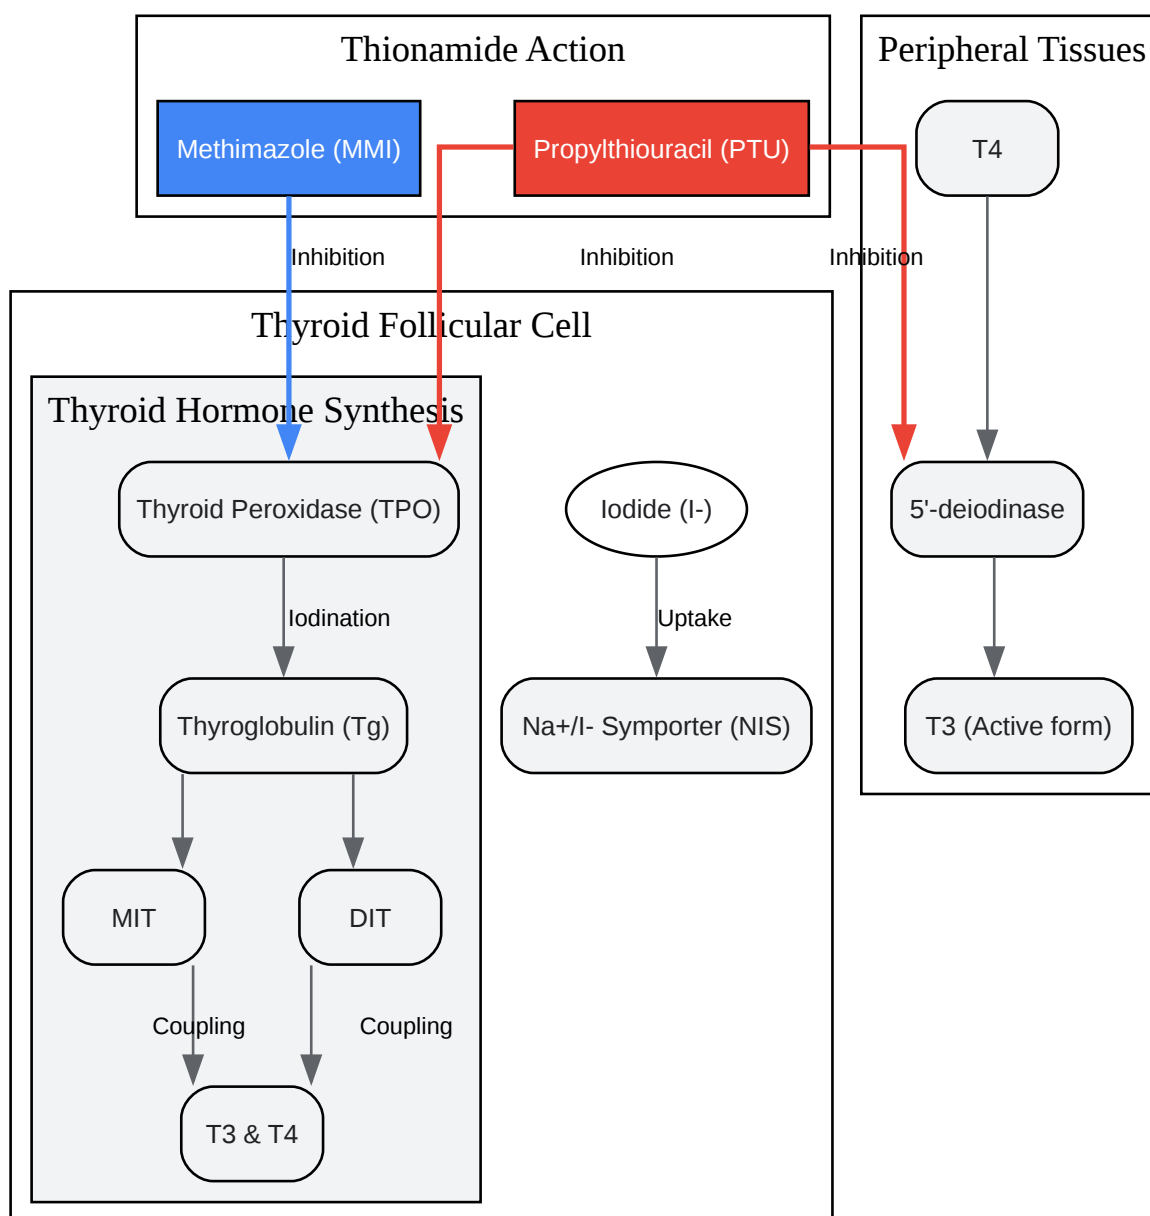 Thionamide Action
Peripheral Tissues
Methimazole (MMI)
Propylthiouracil (PTU)
T4
Inhibition
Inhibition
Inhibition
Thyroid Follicular Cell
Thyroid Hormone Synthesis
Thyroid Peroxidase (TPO)
Iodide (I-)
5'-deiodinase
Iodination
Uptake
Thyroglobulin (Tg)
Na+/I- Symporter (NIS)
T3 (Active form)
MIT
DIT
Coupling
Coupling
T3 & T4